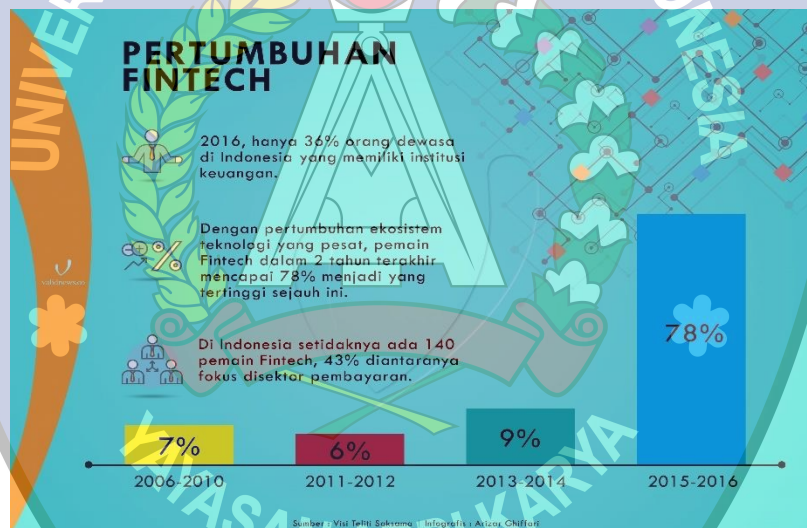 PERTUMBUHAN
FINTECH
2016, hanya 36% orang dewasa
di Indonesia yang memiliki institusi
keuangan.
Dengan pertumbuhan ekosistem
teknologi yang pesat, pemain
Fintech dalam 2 tahun terakhir
mencapai 78% menjadi yang
tertinggi sejauh ini.
Di Indonesia setidaknya ada 140
pemain Fintech, 43% diantaranya
fokus disektor pembayaran.
7%
6%
9%
78%
2006-2010
2011-2012
2013-2014
2015-2016
Sumber : Visi Teliti Saksama | Infografis : Arizar Ghiffari